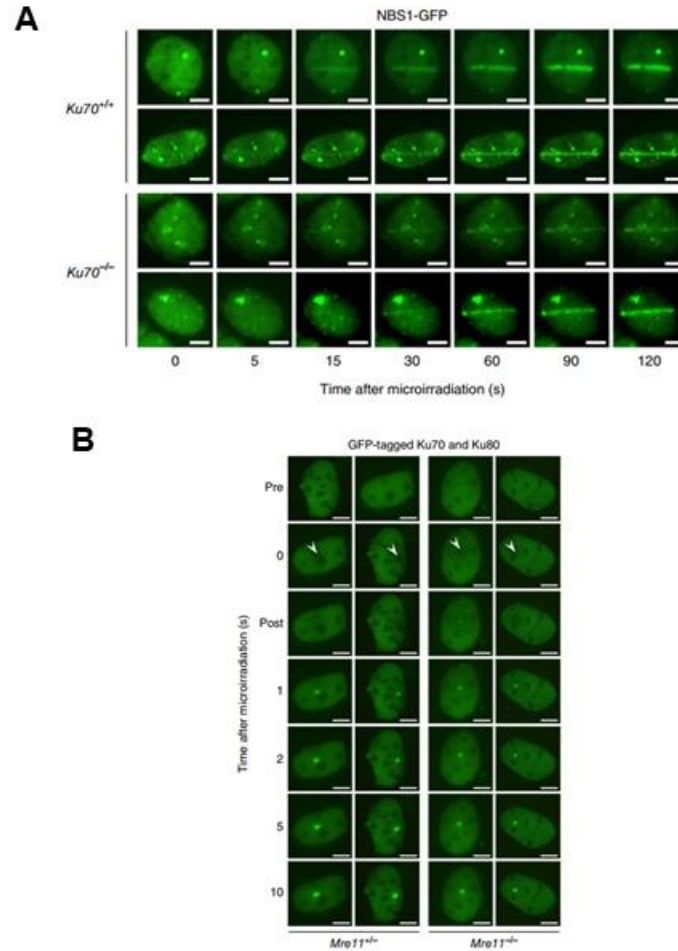 A
NBS1-GFP
Ku70+/+
Ku70−/−
0 5 15 30 60 90 120
Time after microirradiation (s)
B
GFP-tagged Ku70 and Ku80
Pre
0
Post
1
2
5
10
Time after microirradiation (s)
Mre11+/− Mre11−/−